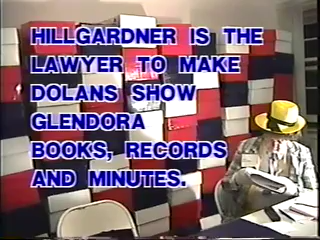 HILLGARDNER IS THE
LAWYER TO MAKE
DOLANS SHOW
GLENDORA
BOOKS, RECORDS
AND MINUTES.